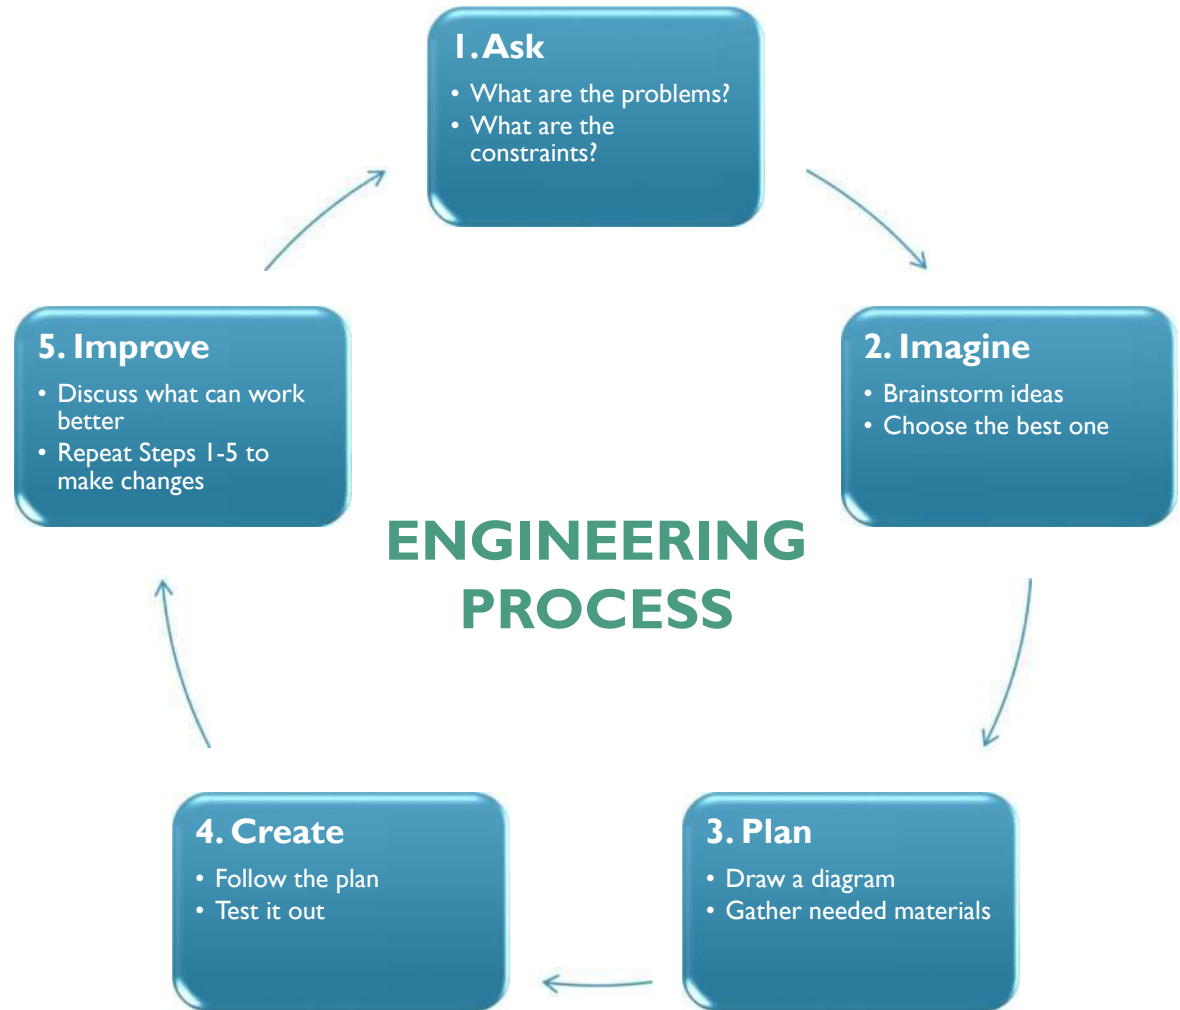 1. Ask
• What are the problems?
• What are the
constraints?
2. Imagine
• Brainstorm ideas
• Choose the best one
3. Plan
• Draw a diagram
• Gather needed materials
4. Create
• Follow the plan
• Test it out
5. Improve
• Discuss what can work
better
• Repeat Steps 1-5 to
make changes
ENGINEERING
PROCESS